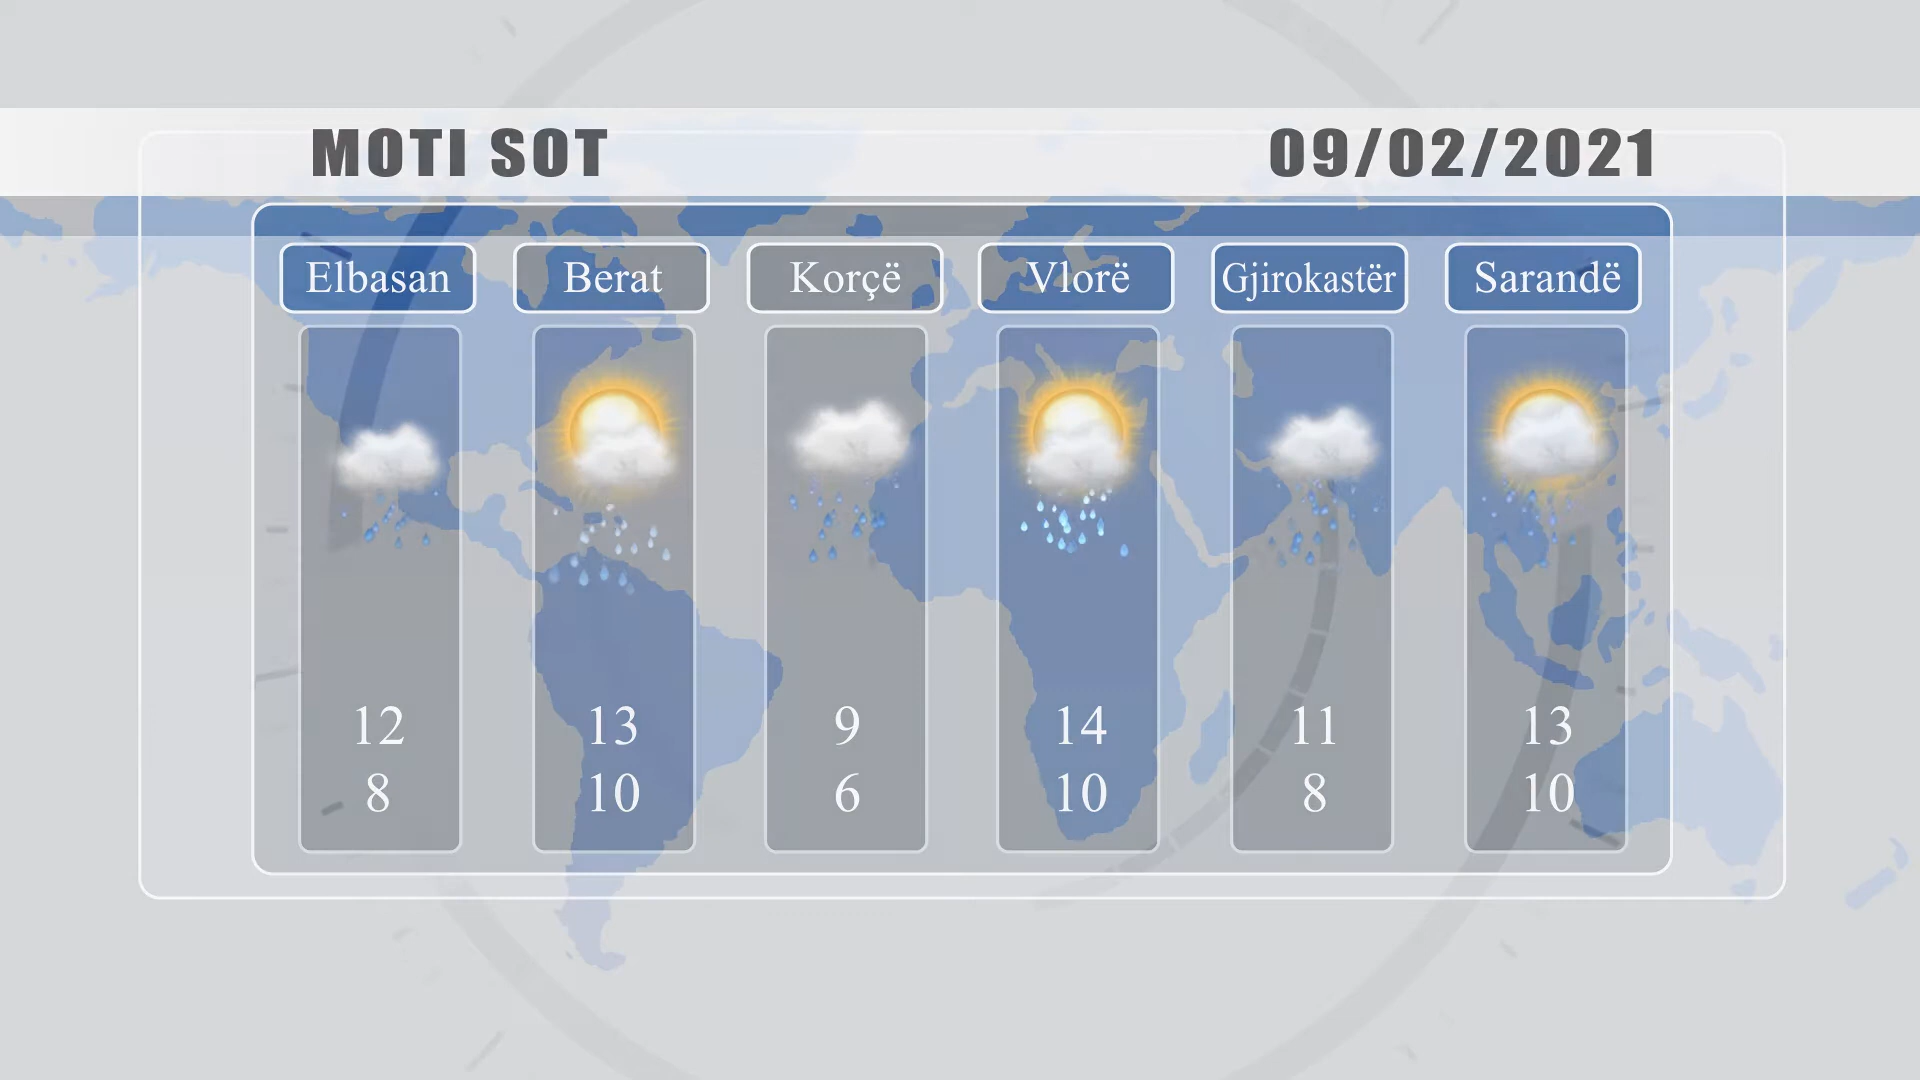 MOTI SOT
09/02/2021
Elbasan
Berat
Korçë
Vlorë
Gjirokastër
Sarandë
12
13
9
14
11
13
8
10
6
10
8
10